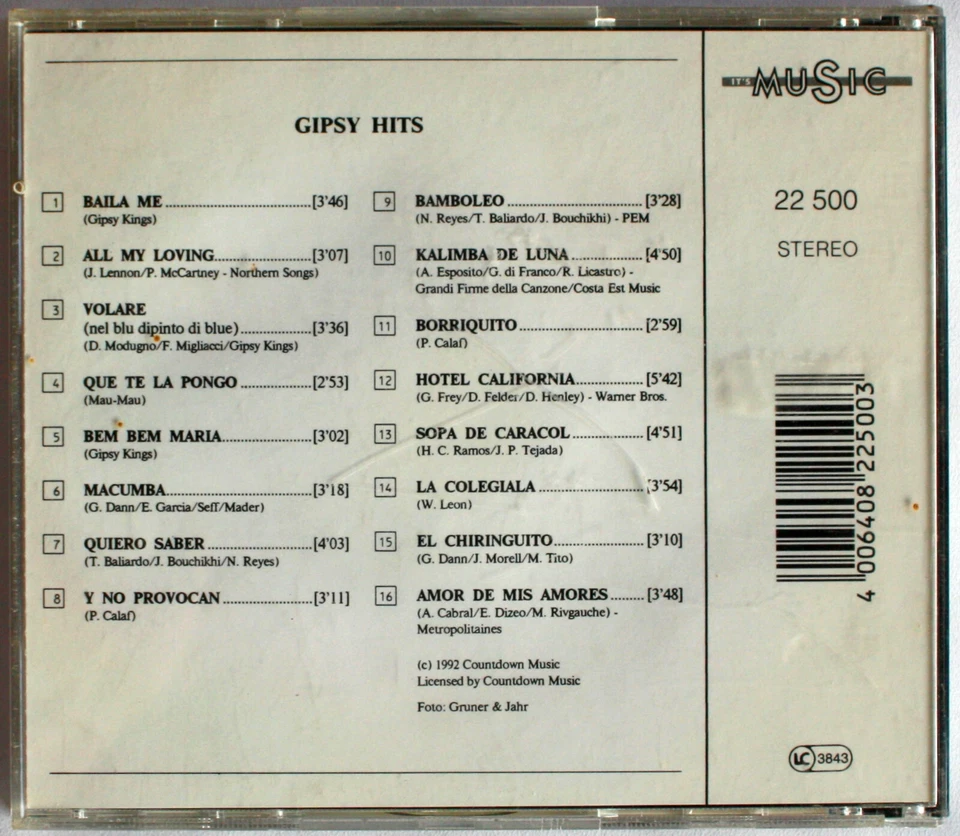 GIPSY HITS
1 BAILA ME ........ [3'46]
(Gipsy Kings)
2 ALL MY LOVING........ [3'07]
(J. Lennon/P. McCartney - Northern Songs)
3 VOLARE
(nel blu dipinto di blue)........ [3'36]
(D. Modugno/F. Migliacci/Gipsy Kings)
4 QUE TE LA PONGO ........ [2'53]
(Mau-Mau)
5 BEM BEM MARIA........ [3'02]
(Gipsy Kings)
6 MACUMBA........ [3'18]
(G. Dann/E. Garcia/Seff/Mader)
7 QUIERO SABER ........ [4'03]
(T. Baliardo/J. Bouchikhi/N. Reyes)
8 Y NO PROVOCAN ........ [3'11]
(P. Calaf)
9 BAMBOLEO ........ [3'28]
(N. Reyes/T. Baliardo/J. Bouchikhi) - PEM
10 KALIMBA DE LUNA ........ [4'50]
(A. Esposito/G. di Franco/R. Licastro) -
Grandi Firme della Canzone/Costa Est Music
11 BORRIQUITO ........ [2'59]
(P. Calaf)
12 HOTEL CALIFORNIA........ [5'42]
(G. Frey/D. Felder/D. Henley) - Warner Bros.
13 SOPA DE CARACOL ........ [4'51]
(H. C. Ramos/J. P. Tejada)
14 LA COLEGIALA ........ [3'54]
(W. Leon)
15 EL CHIRINGUITO ........ [3'10]
(G. Dann/J. Morell/M. Tito)
16 AMOR DE MIS AMORES ........ [3'48]
(A. Cabral/E. Dizeo/M. Rivgauche) -
Metropolitaines
(c) 1992 Countdown Music
Licensed by Countdown Music
Foto: Gruner & Jahr
IT'S MUSIC
22 500
STEREO
4 006408 225003
LC 3843